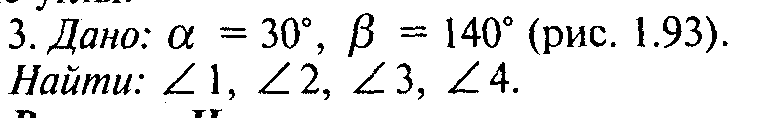 3. Дано: α = 30°, β = 140° (рис. 1.93).
Найти: ∠1, ∠2, ∠3, ∠4.